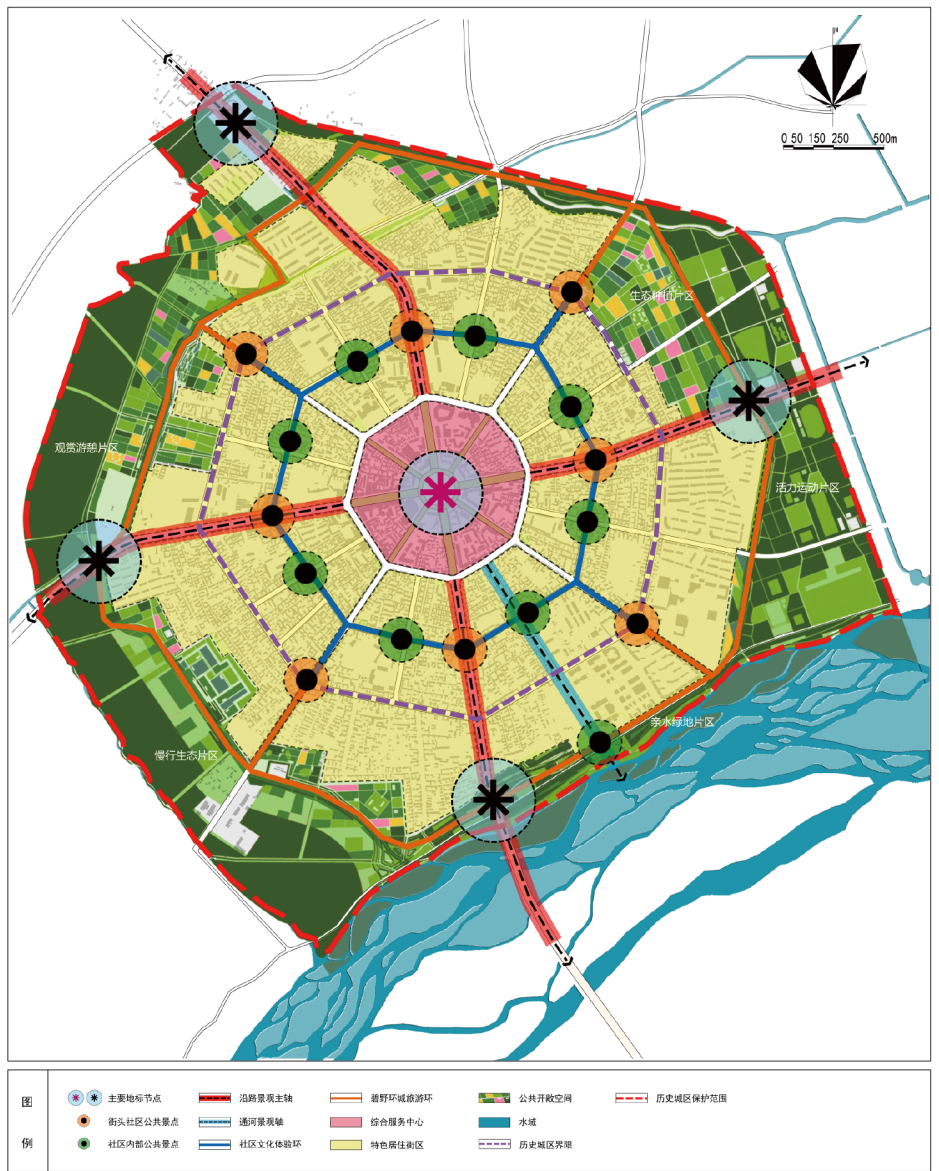 N
0 50 150 250 500m
生态种植片区
观赏游憩片区
活力运动片区
亲水绿地片区
慢行生态片区
图例
主要地标节点
沿路景观主轴
碧野环城旅游环
公共开敞空间
历史城区保护范围
街头社区公共景点
通河景观轴
综合服务中心
水域
社区内部公共景点
社区文化体验环
特色居住街区
历史城区界限